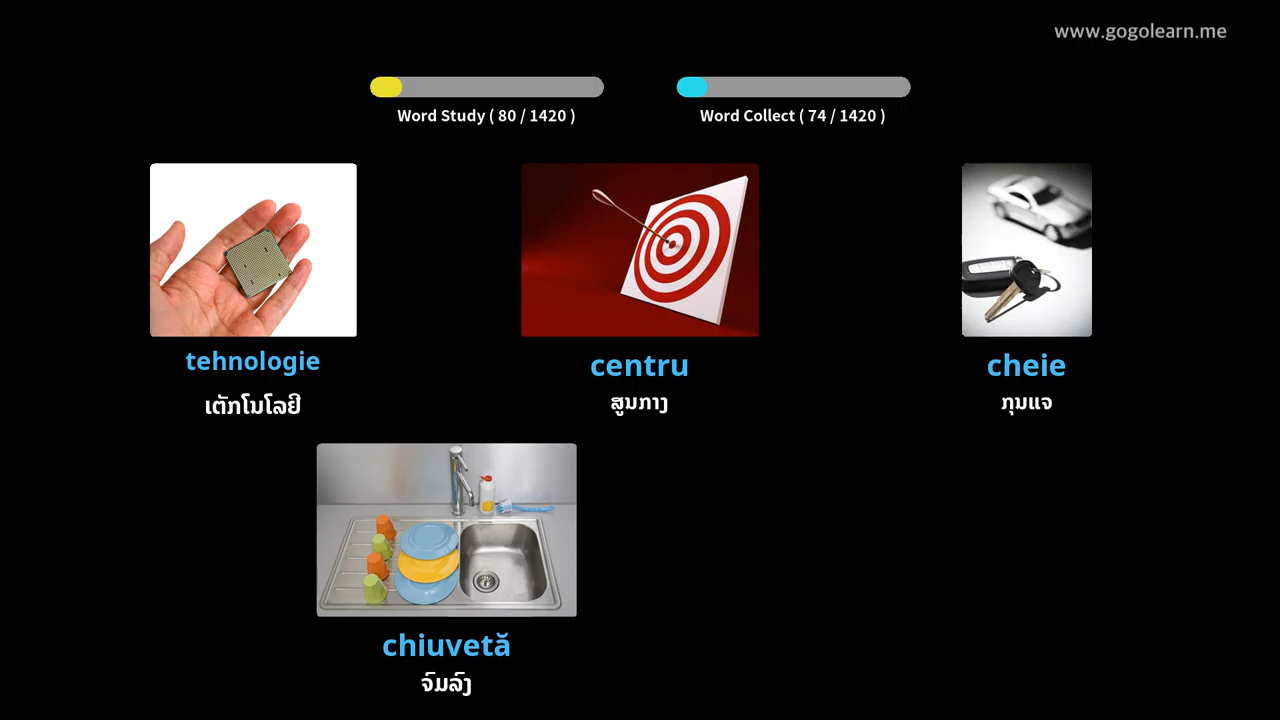 www.gogolearn.me
Word Study ( 80 / 1420 )
Word Collect ( 74 / 1420 )
tehnologie
ເຕັກໂນໂລຢີ
centru
ສູນກາງ
cheie
ກຸນແຈ
chiuvetă
ຈົມລົງ